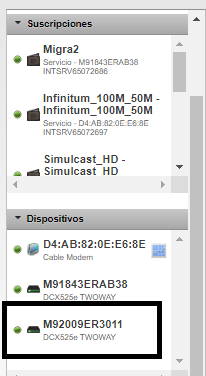 Suscripciones
Migra2
Servicio - M91843ERAB38
INTSRV65072686
Infinitum_100M_50M -
Infinitum_100M_50M
Servicio - D4:AB:82:0E:E6:8E
INTSRV65072697
Simulcast_HD -
Simulcast_HD
Dispositivos
D4:AB:82:0E:E6:8E
Cable Modem
M91843ERAB38
DCX525e TWOWAY
M92009ER3011
DCX525e TWOWAY